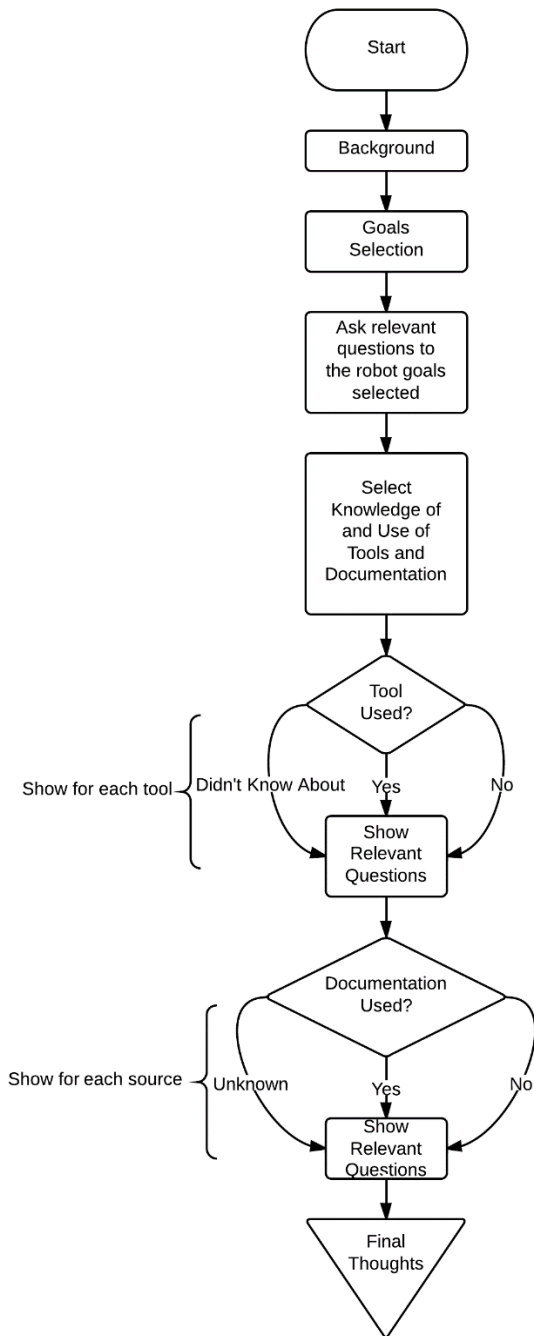 Start
Background
Goals
Selection
Ask relevant
questions to
the robot goals
selected
Select
Knowledge of
and Use of
Tools and
Documentation
Tool
Used?
Show for each tool
Didn't Know About
Yes
No
Show
Relevant
Questions
Documentation
Used?
Show for each source
Unknown
Yes
No
Show
Relevant
Questions
Final
Thoughts